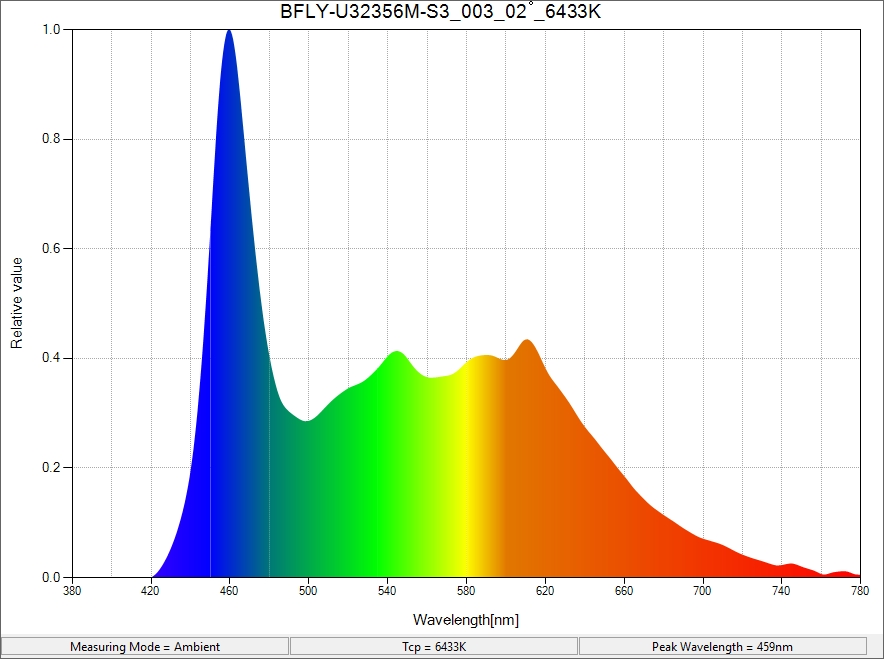 BFLY-U32356M-S3_003_02°_6433K
1.0
0.8
0.6
0.4
0.2
0.0
Relative value
380 420 460 500 540 580 620 660 700 740 780
Wavelength[nm]
Measuring Mode = Ambient Tcp = 6433K Peak Wavelength = 459nm